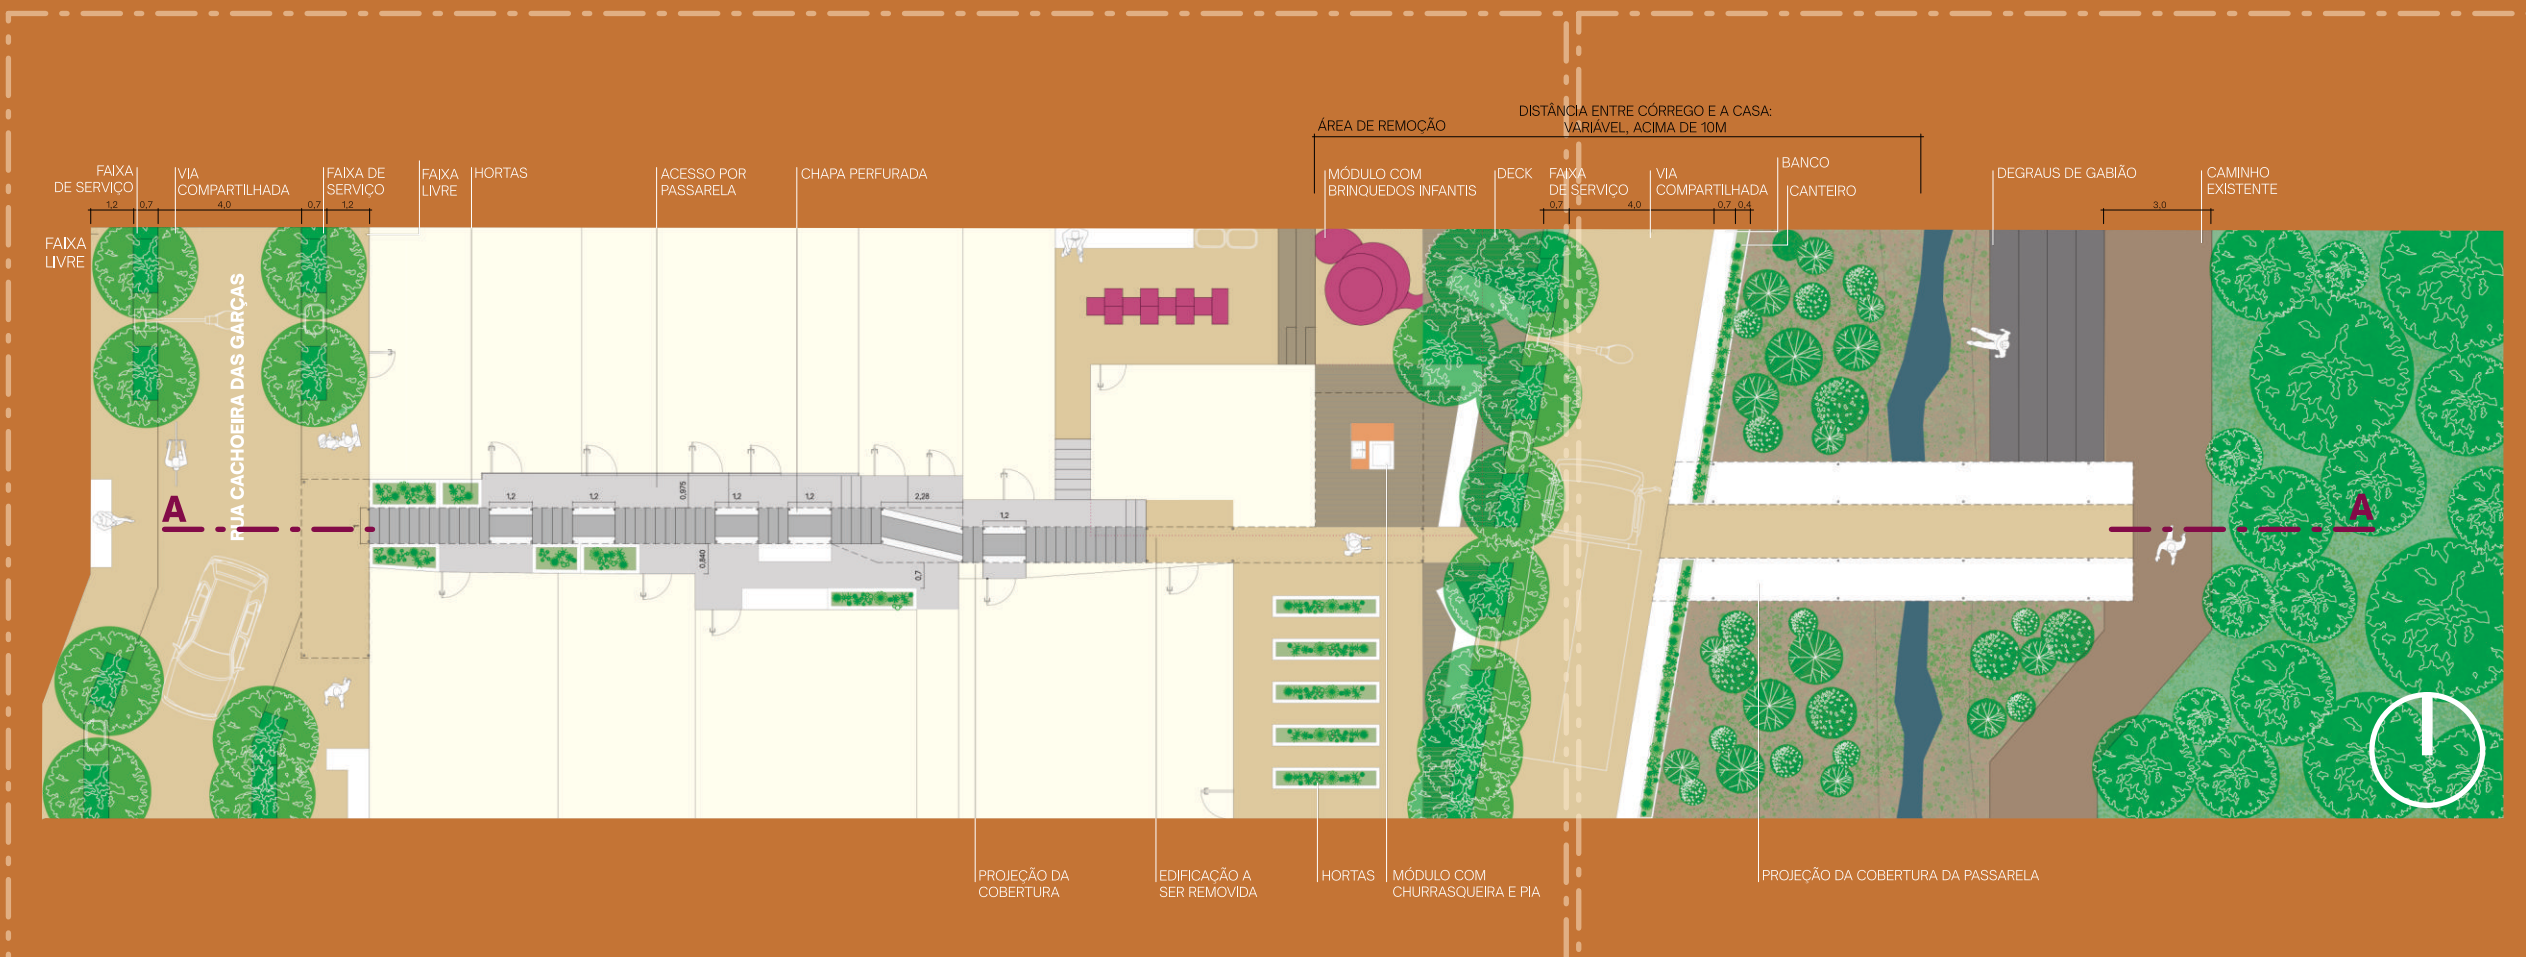 ÁREA DE REMOÇÃO
DISTÂNCIA ENTRE CÓRREGO E A CASA:
VARIÁVEL, ACIMA DE 10M
FAIXA
DE SERVIÇO
VIA
COMPARTILHADA
FAIXA DE
SERVIÇO
FAIXA
LIVRE
HORTAS
ACESSO POR
PASSARELA
CHAPA PERFURADA
MÓDULO COM
BRINQUEDOS INFANTIS
DECK
FAIXA
DE SERVIÇO
VIA
COMPARTILHADA
BANCO
CANTEIRO
DEGRAUS DE GABIÃO
CAMINHO
EXISTENTE
1,2
0,7
4,0
0,7
1,2
0,7
4,0
0,7
0,4
3,0
FAIXA
LIVRE
RUA CACHOEIRA DAS GARÇAS
A
1,2
1,2
0,975
1,2
1,2
2,28
1,2
0,840
0,7
A
PROJEÇÃO DA
COBERTURA
EDIFICAÇÃO A
SER REMOVIDA
HORTAS
MÓDULO COM
CHURRASQUEIRA E PIA
PROJEÇÃO DA COBERTURA DA PASSARELA